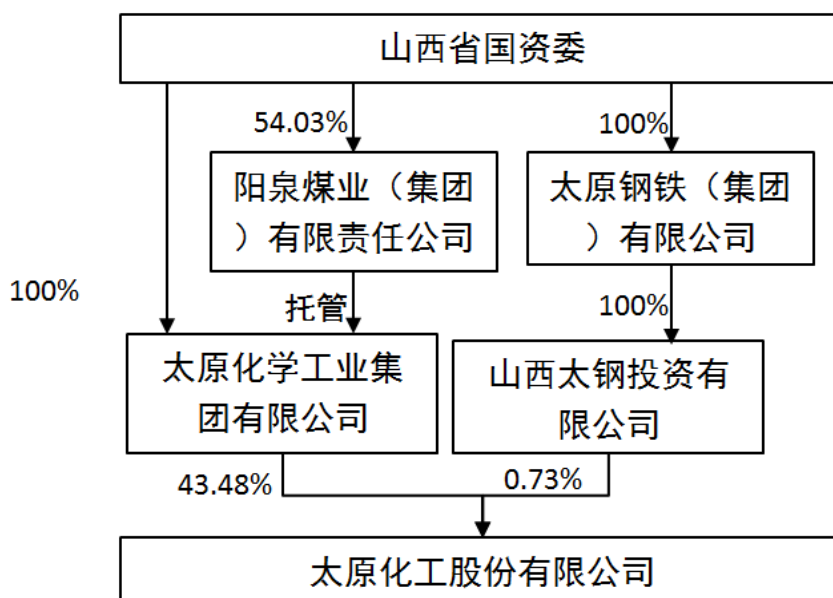 山西省国资委
54.03%
100%
阳泉煤业（集团
）有限责任公司
太原钢铁（集团
）有限公司
100%
托管
100%
太原化学工业集
团有限公司
山西太钢投资有
限公司
43.48%
0.73%
太原化工股份有限公司